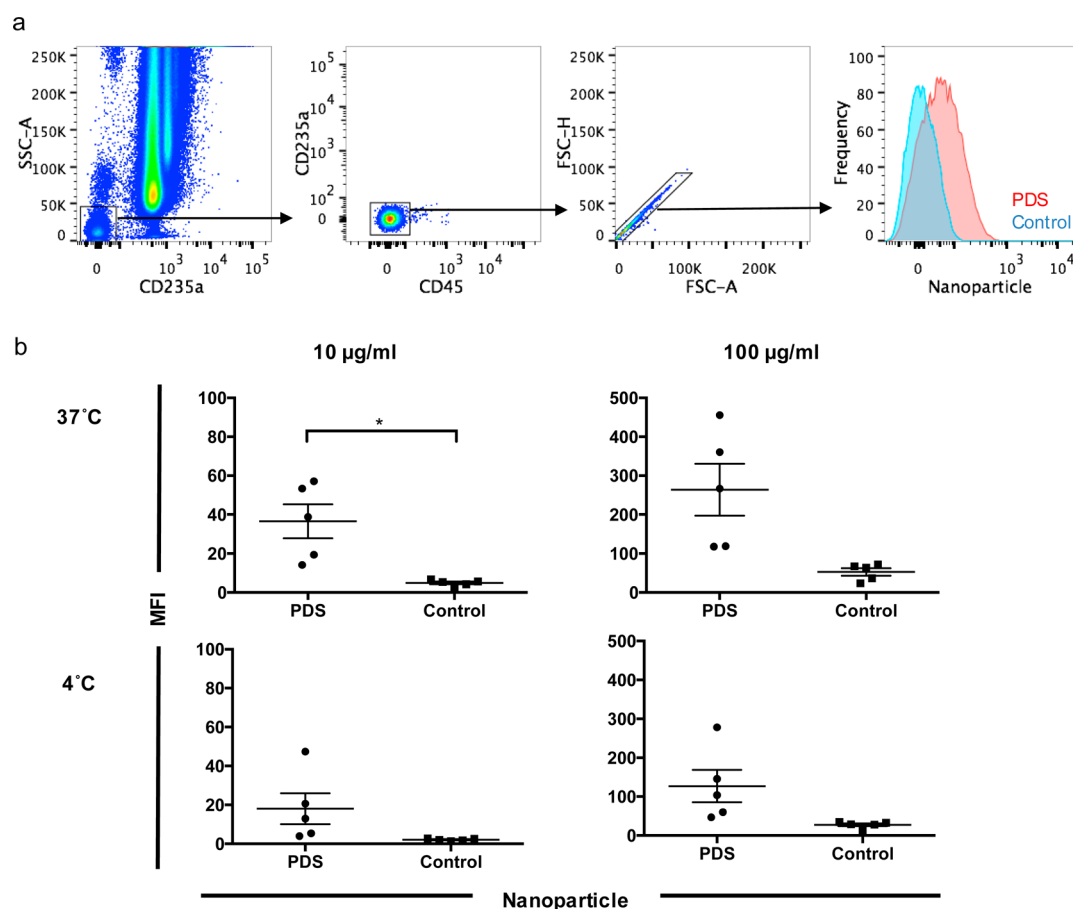 a
250K
200K
150K
100K
50K
0
SSC-A
0 10³ 10⁴ 10⁵
CD235a
10⁵
10⁴
10³
10²
0
CD235a
0 10³ 10⁴
CD45
250K
200K
150K
100K
50K
0
FSC-H
0 100K 200K
FSC-A
100
80
60
40
20
0
Frequency
PDS
Control
0 10³ 10⁴
Nanoparticle
b
10 µg/ml 100 µg/ml
37˚C
100
80
60
40
20
0
*
PDS Control
500
400
300
200
100
0
PDS Control
MFI
4˚C
100
80
60
40
20
0
PDS Control
500
400
300
200
100
0
PDS Control
Nanoparticle